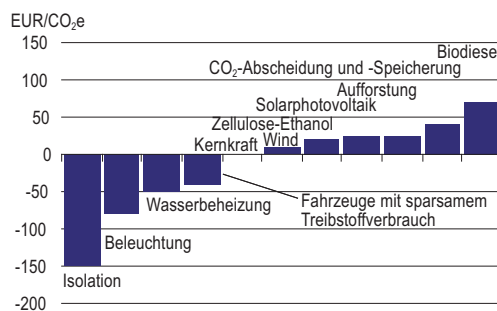 EUR/CO2e
150
100
50
0
-50
-100
-150
-200
Biodiese
CO2-Abscheidung und -Speicherung
Aufforstung
Solarphotovoltaik
Zellulose-Ethanol
Kernkraft Wind
Wasserbeheizung
Fahrzeuge mit sparsamem
Treibstoffverbrauch
Beleuchtung
Isolation